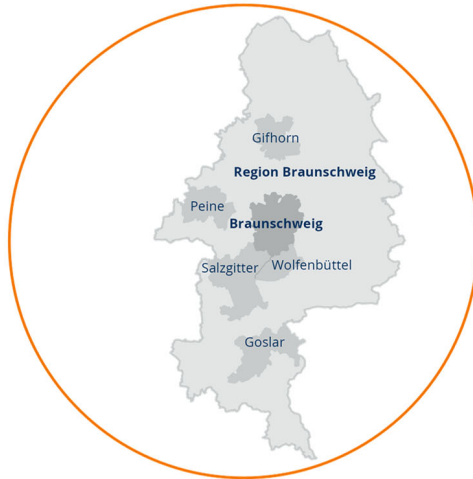 Gifhorn
Region Braunschweig
Peine
Braunschweig
Salzgitter
Wolfenbüttel
Goslar